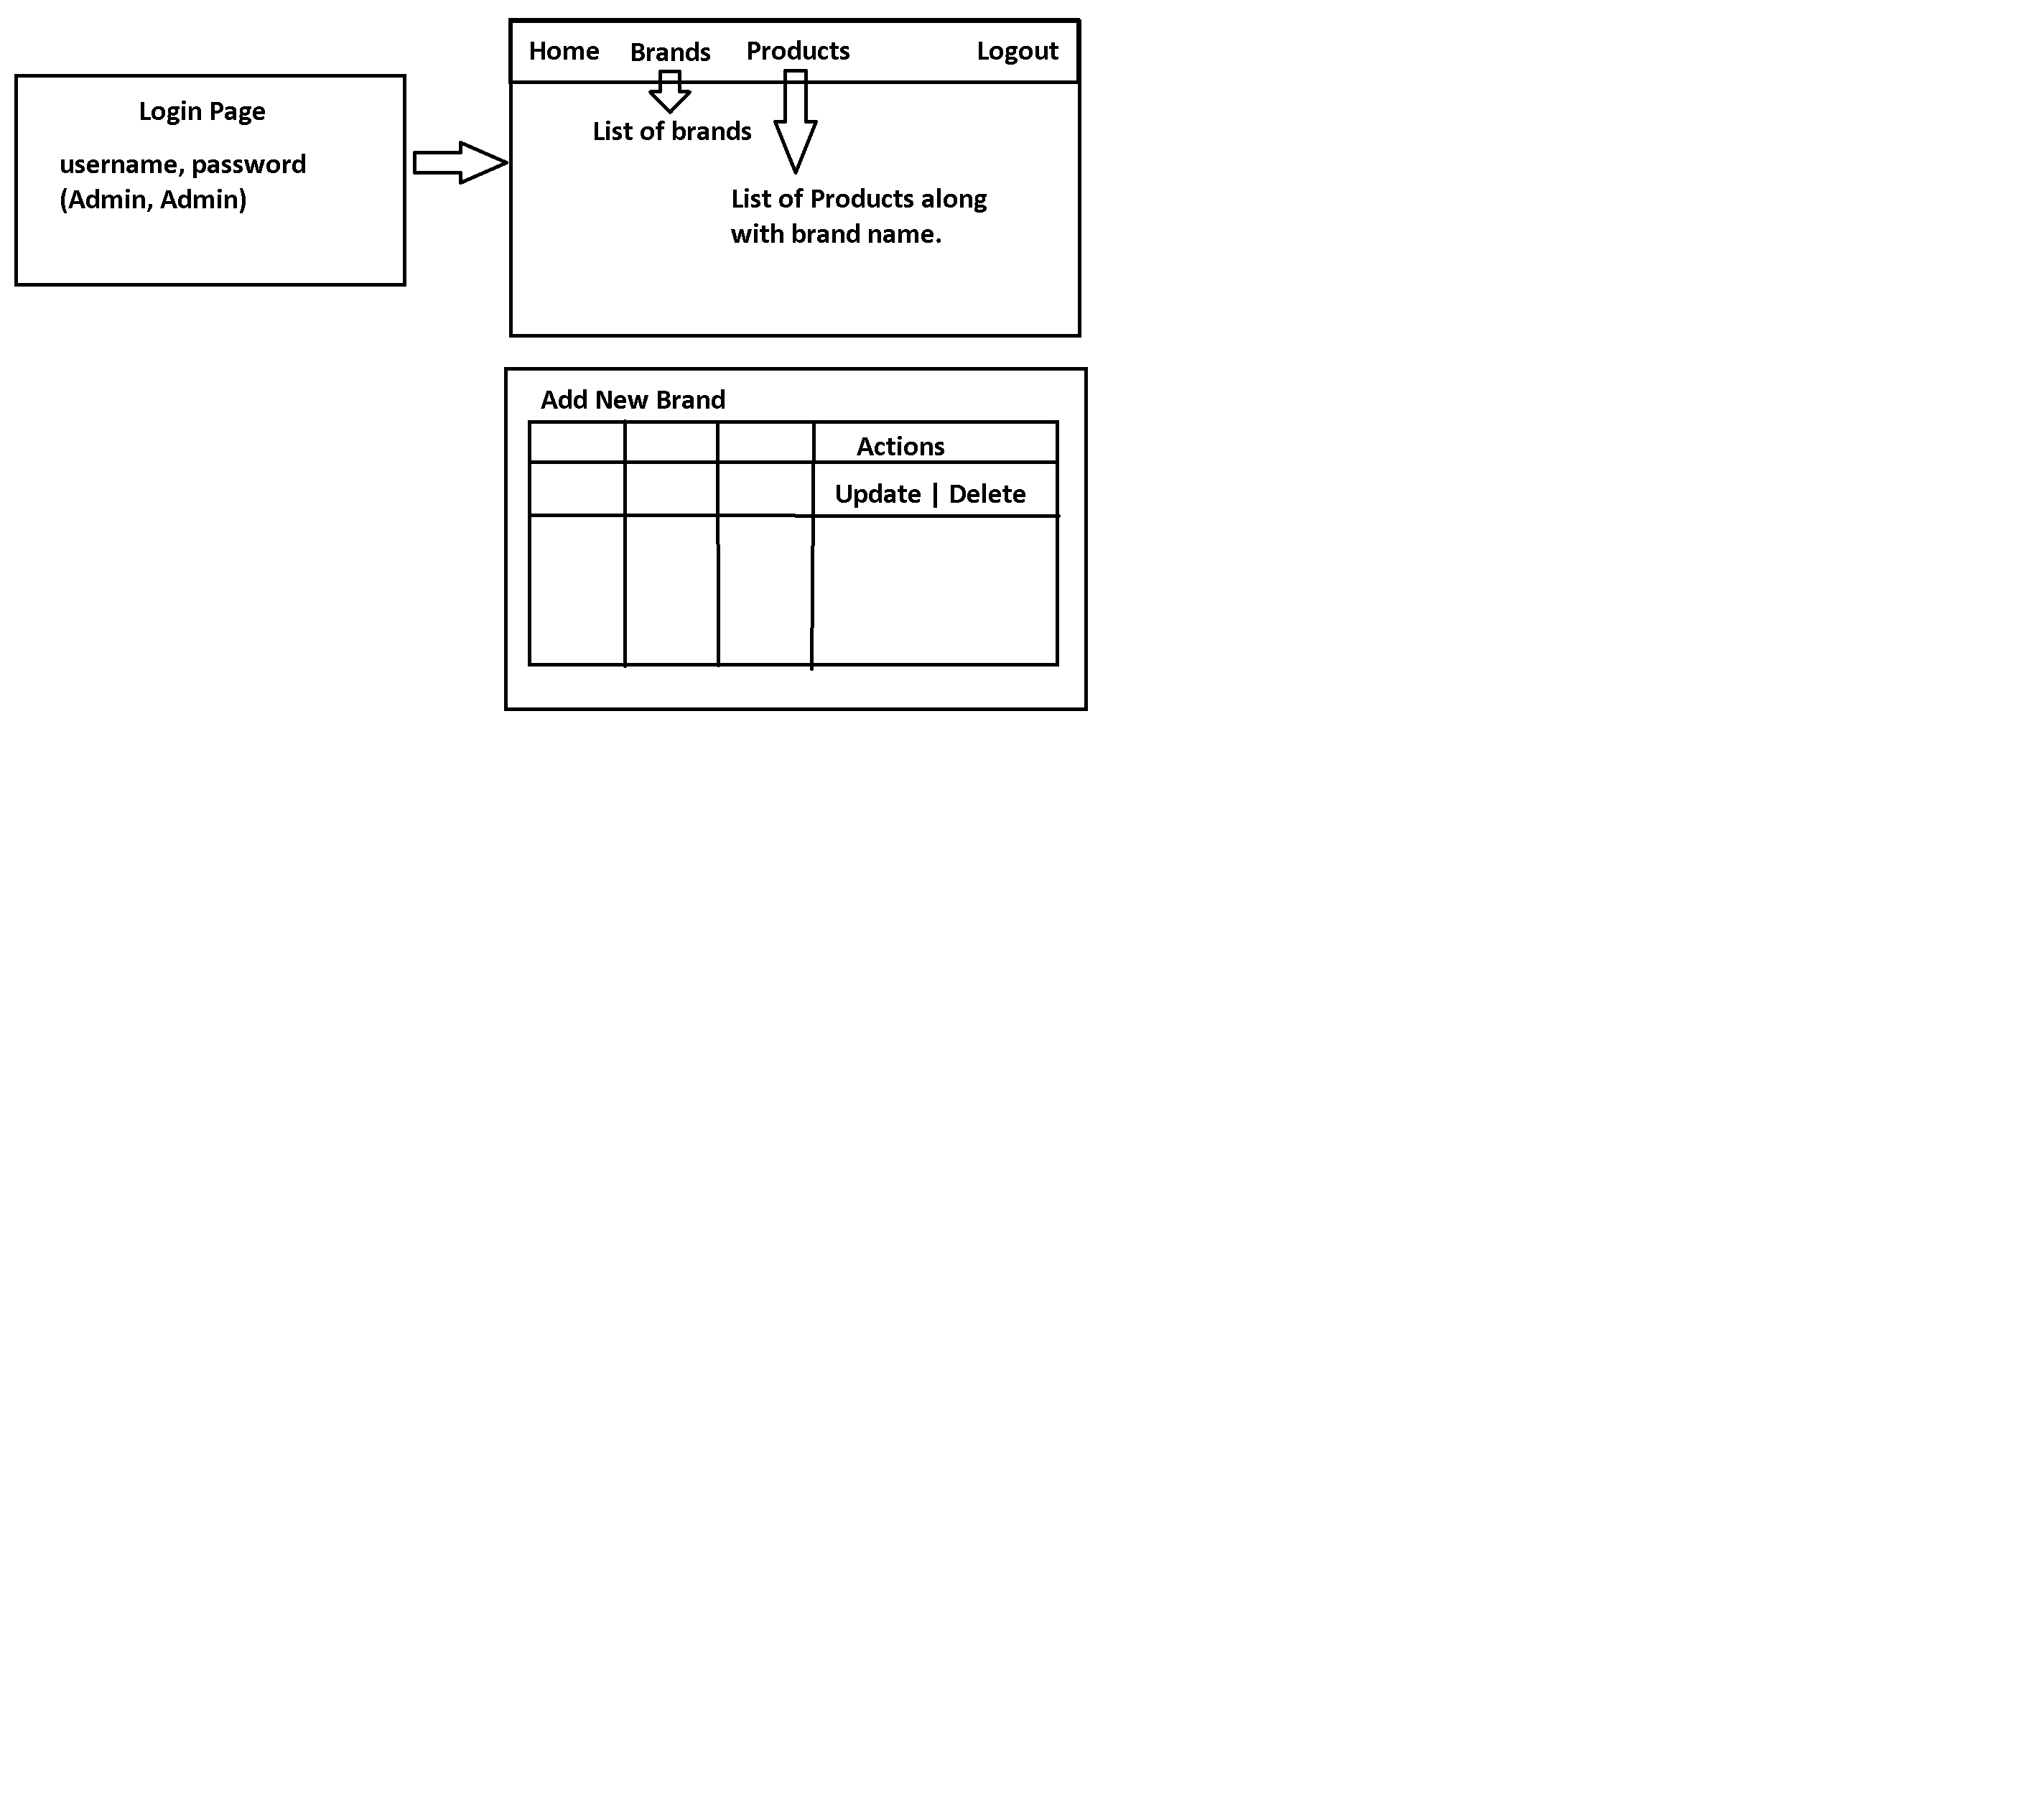 Login Page
username, password
(Admin, Admin)
Home Brands Products Logout
List of brands
List of Products along
with brand name.
Add New Brand
Actions
Update | Delete